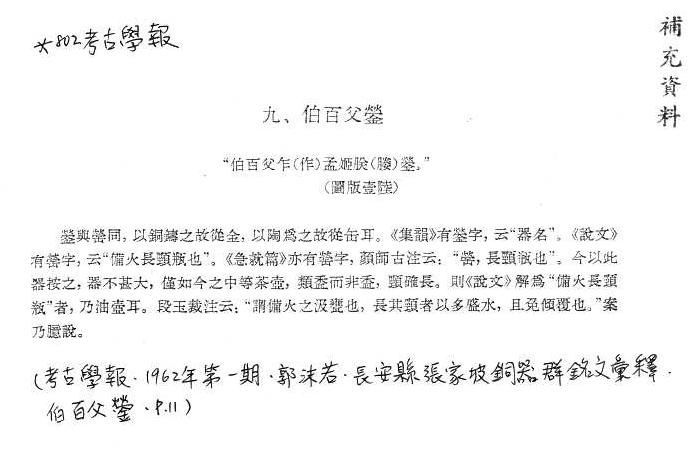 *802考古學報
補充資料
九、伯百父鎣
“伯百父乍(作)孟姬朕(媵)鎣。”
(圖版壹陸)
鎣與罃同,以銅鑄之故從金,以陶爲之故從缶耳。《集韻》有鎣字,云“器名”。《說文》
有罃字,云“備火長頸瓶也”。《急就篇》亦有罃字,顏師古注云:“罃,長頸瓶也”。今以此
器按之,器不甚大,僅如今之中等茶壺,類盉而非盉,頸確長。則《說文》解爲“備火長頸
瓶”者,乃油壺耳。段玉裁注云:“謂備火之汲甕也,長其頸者以多盛水,且免傾覆也。”案
乃臆說。
(考古學報·1962年第一期·郭沫若·長安縣張家坡銅器群銘文彙釋·
伯百父鎣·P.11)